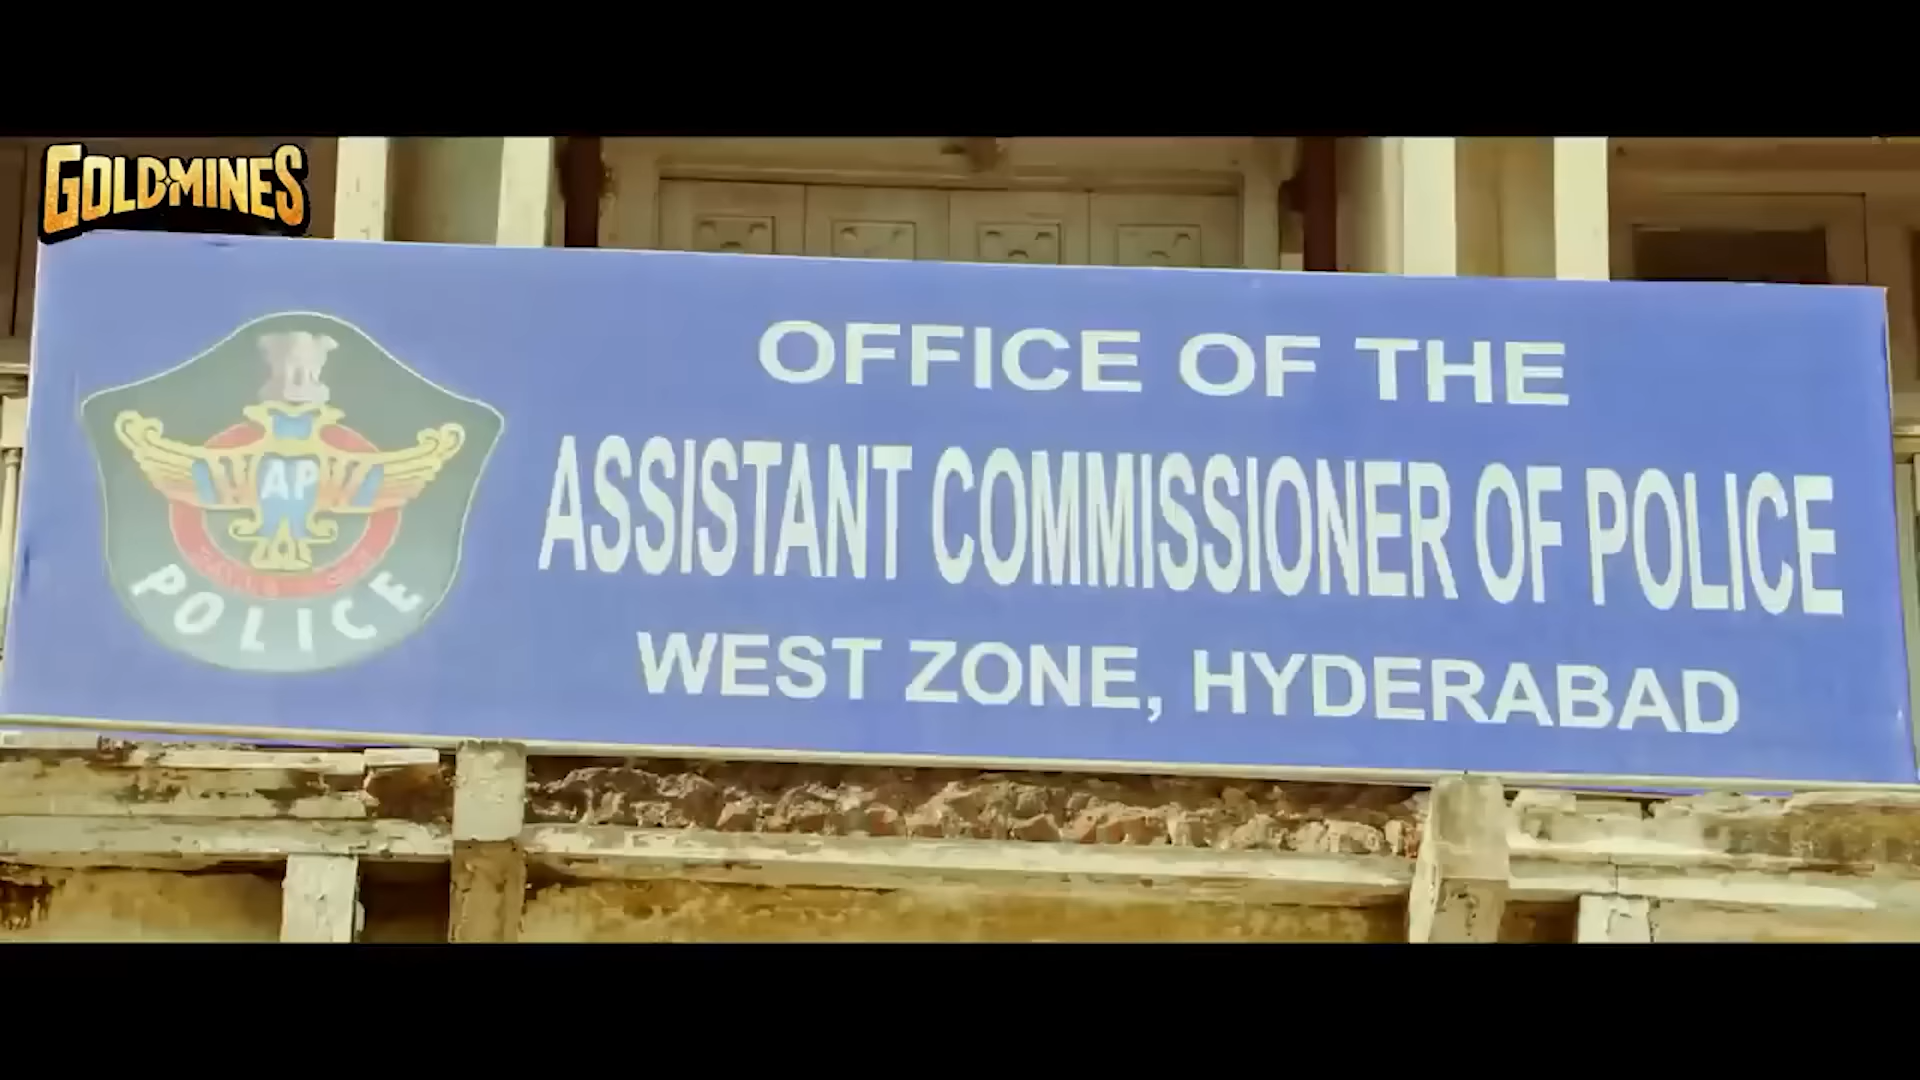 GOLDMINES
OFFICE OF THE
ASSISTANT COMMISSIONER OF POLICE
WEST ZONE, HYDERABAD
AP
POLICE